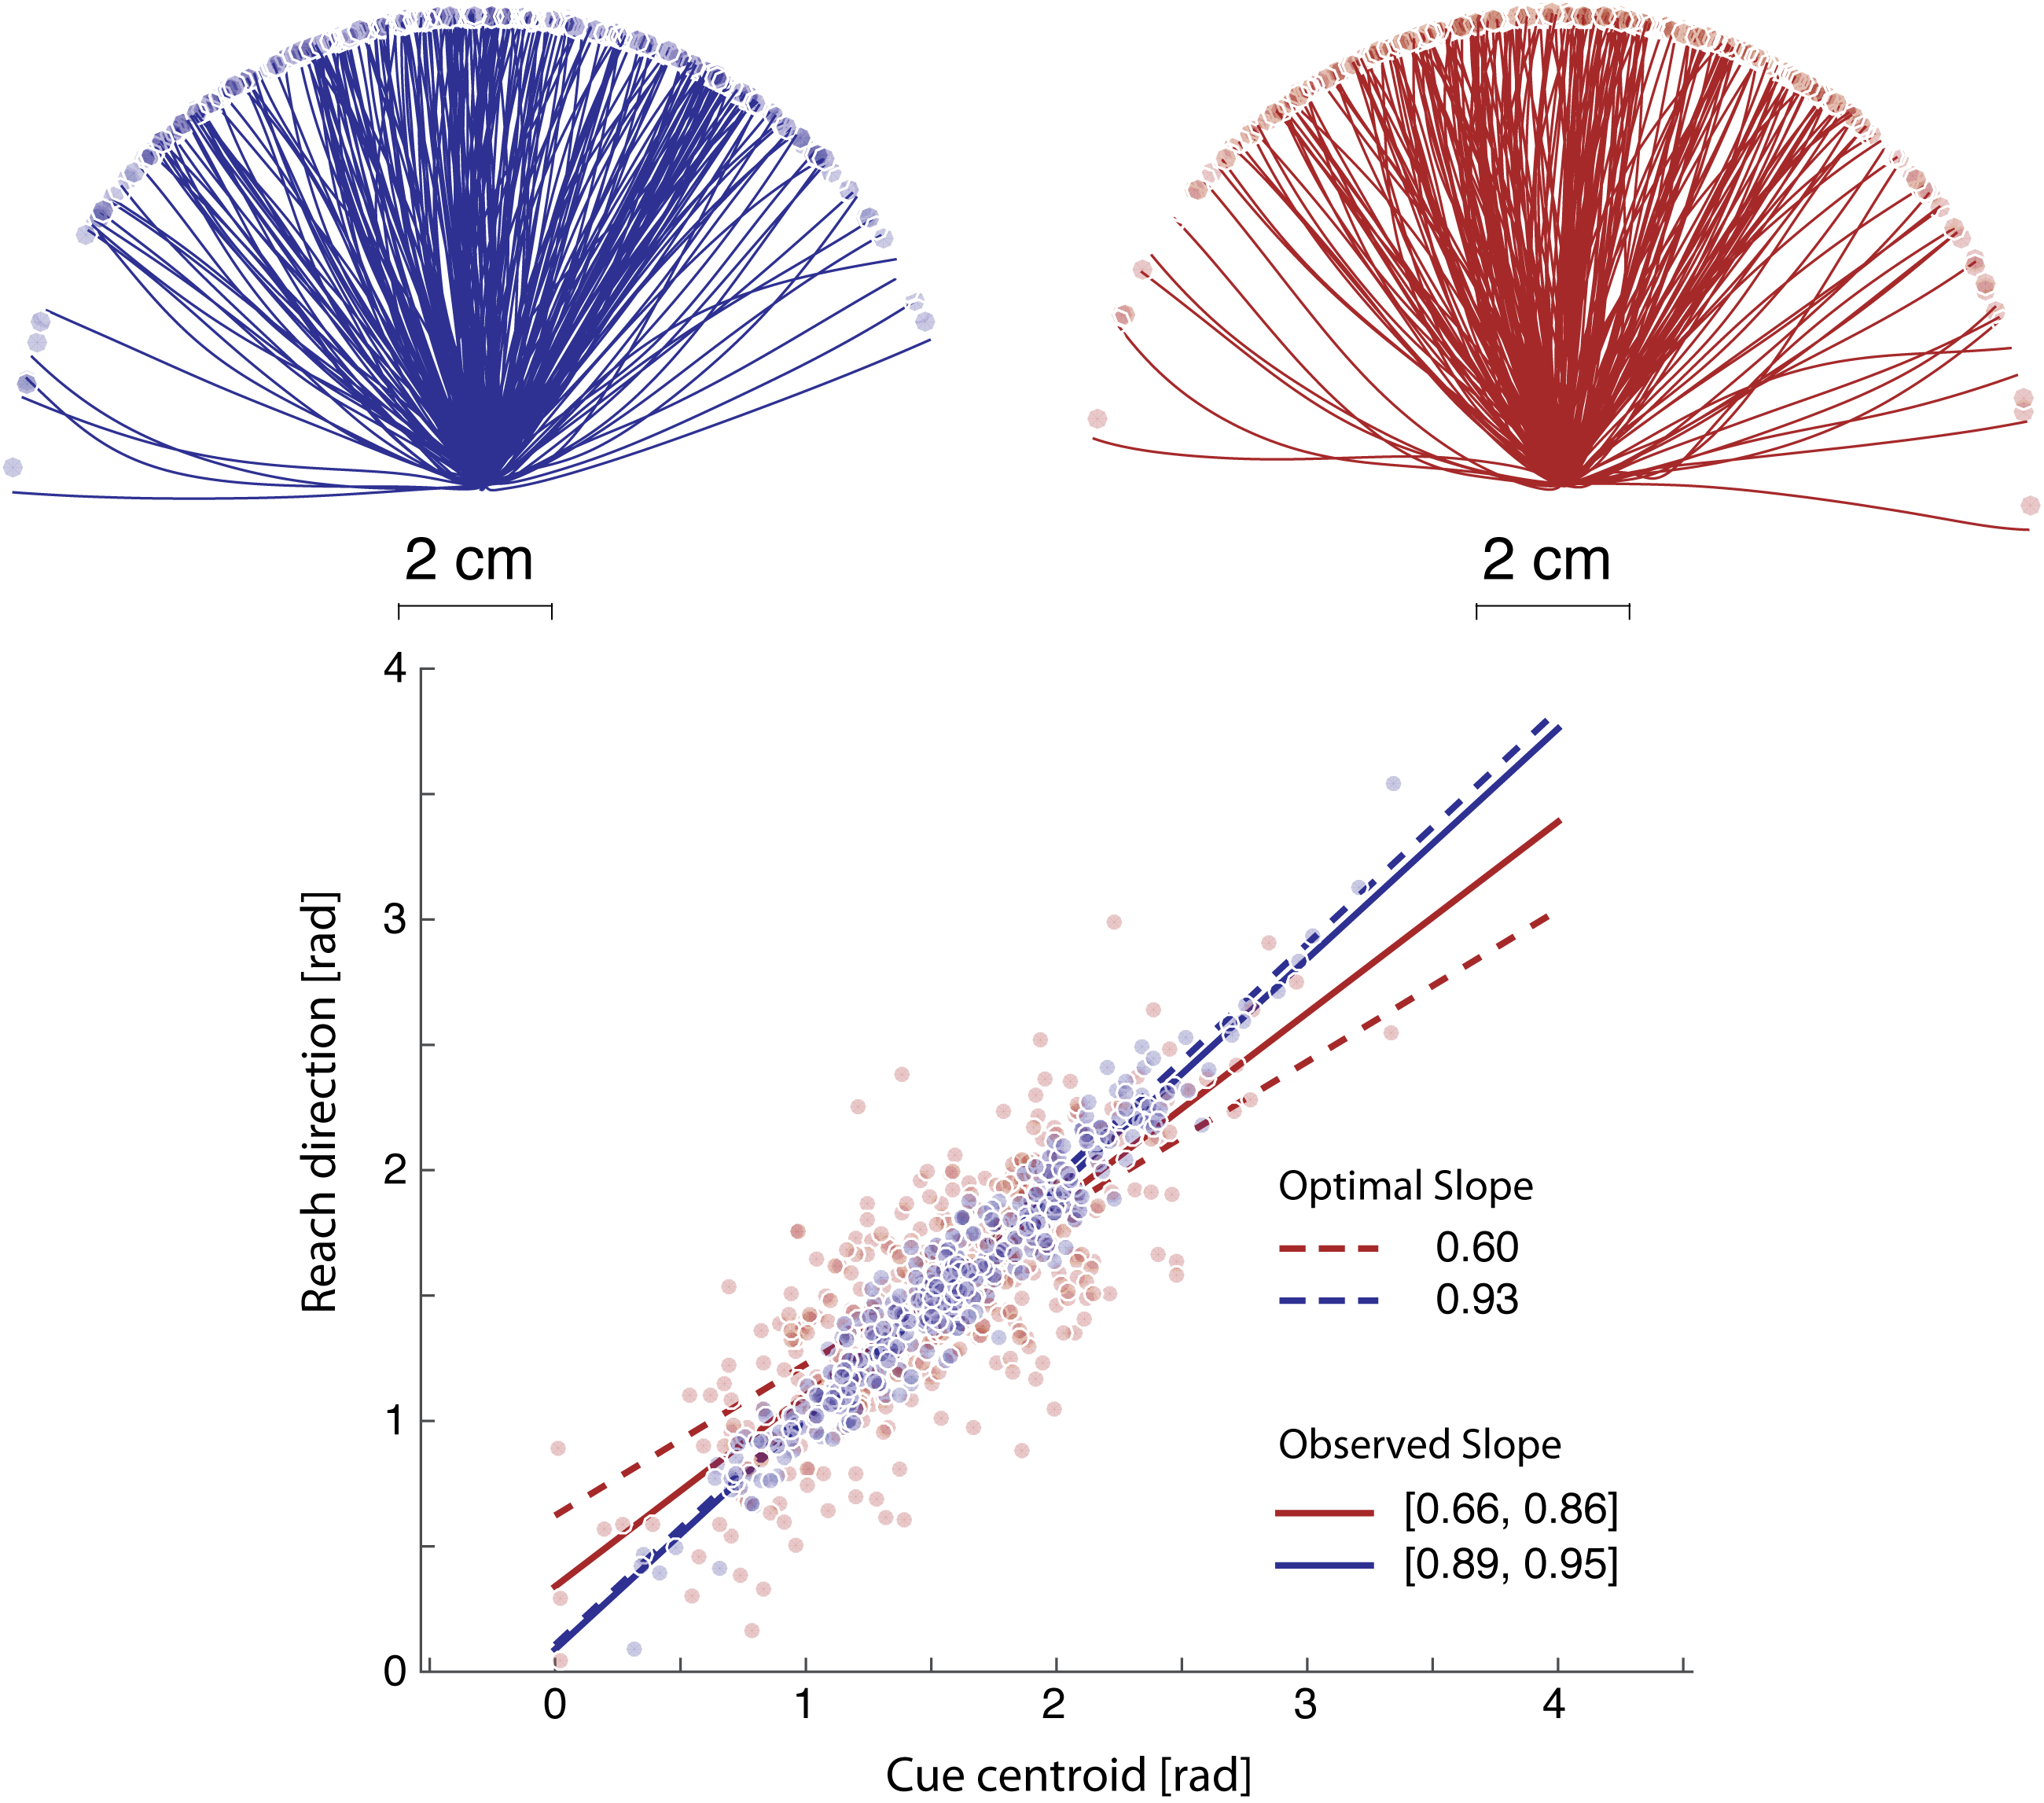 2 cm
2 cm
4
3
2
1
0
Reach direction [rad]
Optimal Slope
0.60
0.93
Observed Slope
[0.66, 0.86]
[0.89, 0.95]
0 1 2 3 4
Cue centroid [rad]